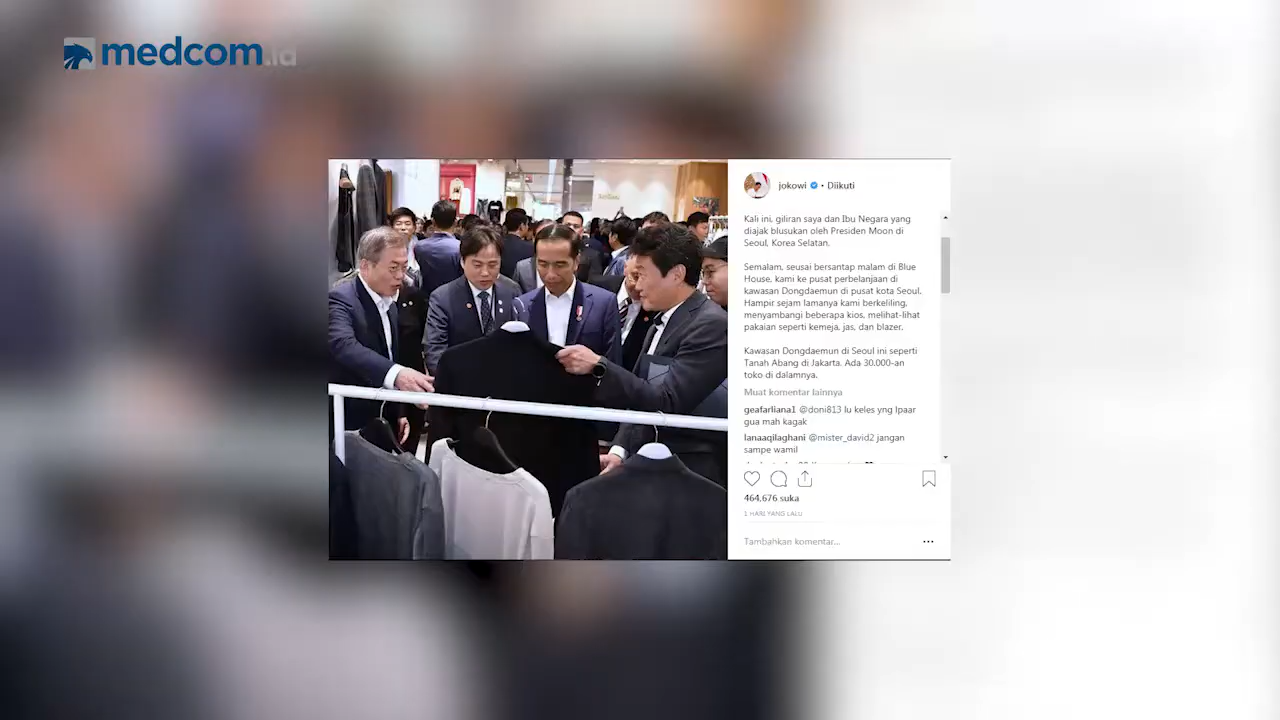 medcom.id
jokowi • Diikuti
Kali ini, giliran saya dan Ibu Negara yang
diajak blusukan oleh Presiden Moon di
Seoul, Korea Selatan.
Semalam, seusai bersantap malam di Blue
House, kami ke pusat perbelanjaan di
kawasan Dongdaemun di pusat kota Seoul.
Hampir sejam lamanya kami berkeliling,
menyambangi beberapa kios, melihat-lihat
pakaian seperti kemeja, jas, dan blazer.
Kawasan Dongdaemun di Seoul ini seperti
Tanah Abang di Jakarta. Ada 30.000-an
toko di dalamnya.
Muat komentar lainnya
geafarliana1 @doni813 lu keles yng lpaar
gua mah kagak
lanaaqilaghani @mister_david2 jangan
sampe wamil
464,676 suka
1 HARI YANG LALU
Tambahkan komentar...